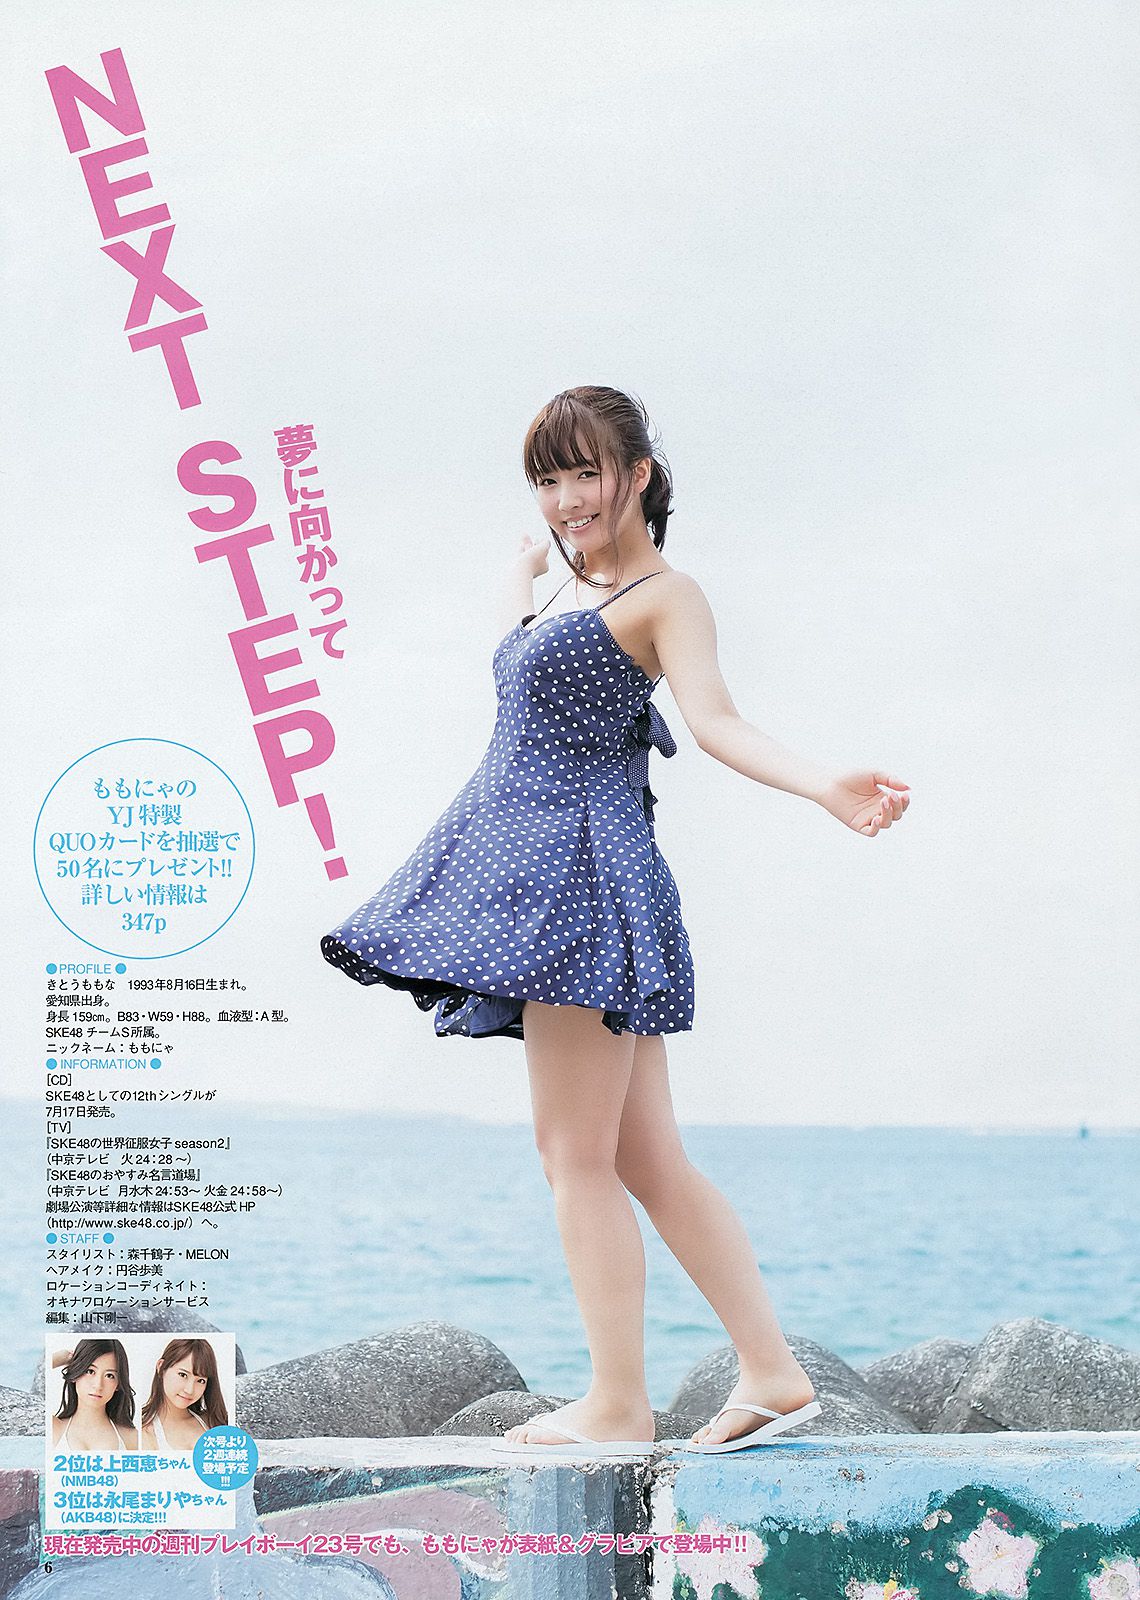 NEXT STEP!
夢に向かって
ももにゃの
YJ特製
QUOカードを抽選で
50名にプレゼント!!
詳しい情報は
347p
●PROFILE●
きとうももな　1993年8月16日生まれ。
愛知県出身。
身長159㎝。B83・W59・H88。血液型：A型。
SKE48 チームS所属。
ニックネーム：ももにゃ
●INFORMATION●
[CD]
SKE48としての12thシングルが
7月17日発売。
[TV]
『SKE48の世界征服女子 season2』
（中京テレビ　火24：28～）
『SKE48のおやすみ名言道場』
（中京テレビ　月水木24：53～ 火金24：58～）
劇場公演等詳細な情報はSKE48公式HP
（http://www.ske48.co.jp/）へ。
●STAFF●
スタイリスト：森千鶴子・MELON
ヘアメイク：円谷歩美
ロケーションコーディネイト：
オキナワロケーションサービス
編集：山下剛一
次号より
2週連続
登場予定
!!!
2位は上西恵ちゃん
(NMB48)
3位は永尾まりやちゃん
(AKB48)に決定!!!
現在発売中の週刊プレイボーイ23号でも、ももにゃが表紙&グラビアで登場中!!
6